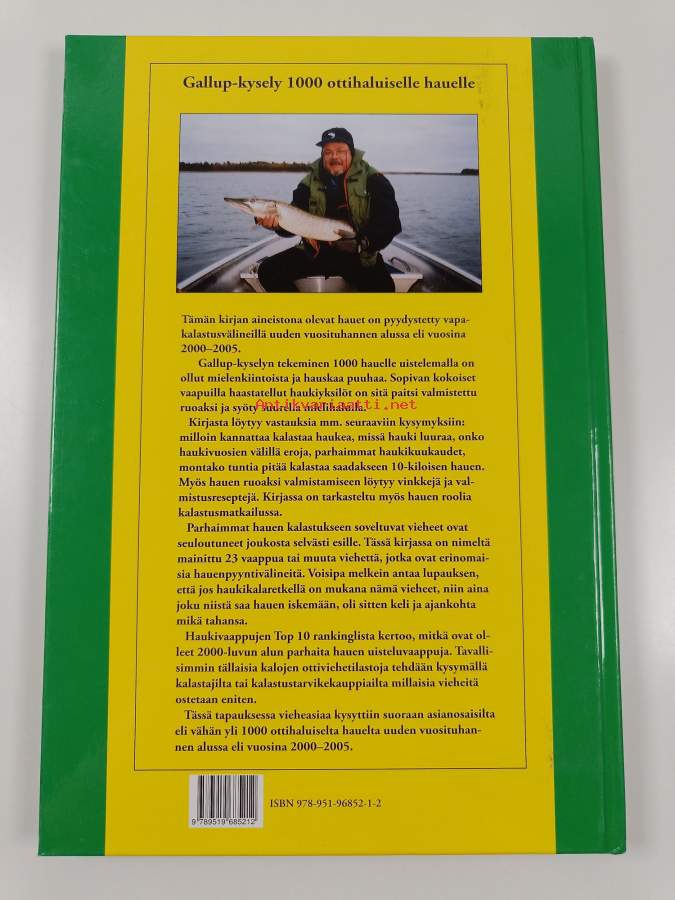 Gallup-kysely 1000 ottihaluiselle hauelle
Tämän kirjan aineistona olevat hauet on pyydystetty vapa-
kalastusvälineillä uuden vuosituhannen alussa eli vuosina
2000–2005.
Gallup-kyselyn tekeminen 1000 hauelle uistelemalla on
ollut mielenkiintoista ja hauskaa puuhaa. Sopivan kokoiset
vaapuilla haastatellut haukiyksilöt on sitä paitsi valmistettu
ruoaksi ja syöty suurella mielihalulla.
Antikvariaatti.net
Kirjasta löytyy vastauksia mm. seuraaviin kysymyksiin:
milloin kannattaa kalastaa haukea, missä hauki luuraa, onko
haukivuosien välillä eroja, parhaimmat haukikuukaudet,
montako tuntia pitää kalastaa saadakseen 10-kiloisen hauen.
Myös hauen ruoaksi valmistamiseen löytyy vinkkejä ja val-
mistusreseptejä. Kirjassa on tarkasteltu myös hauen roolia
kalastusmatkailussa.
Parhaimmat hauen kalastukseen soveltuvat vieheet ovat
seuloutuneet joukosta selvästi esille. Tässä kirjassa on nimeltä
mainittu 23 vaappua tai muuta viehettä, jotka ovat erinomai-
sia hauenpyyntivälineitä. Voisipa melkein antaa lupauksen,
että jos haukikalaretkellä on mukana nämä vieheet, niin aina
joku niistä saa hauen iskemään, oli sitten keli ja ajankohta
mikä tahansa.
Haukivaappujen Top 10 rankinglista kertoo, mitkä ovat ol-
leet 2000-luvun alun parhaita hauen uisteluvaappuja. Tavalli-
simmin tällaisia kalojen ottiviehetilastoja tehdään kysymällä
kalastajilta tai kalastustarvikekauppiailta millaisia vieheitä
ostetaan eniten.
Tässä tapauksessa vieheasiaa kysyttiin suoraan asianosaisilta
eli vähän yli 1000 ottihaluiselta hauelta uuden vuosituhan-
nen alussa eli vuosina 2000–2005.
ISBN 978-951-96852-1-2
9 789519 685212